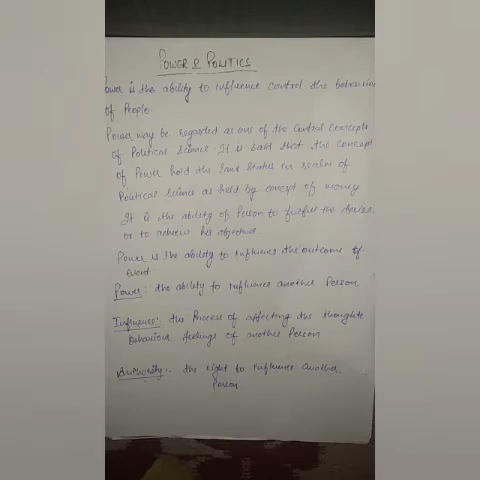 POWER & POLITICS
Power is the ability to influence control the behaviour
of People
Power may be regarded as one of the Central Concepts
of Political Science. It is said that the concept
of Power hold the same Status in realm of
Political Science as held by concept of money
It is the ability of Person to fulfill the desires
or to achieve his objectives
Power is the ability to influence the outcome of
event.
Power: the ability to influence another Person
Influence: the Process of affecting the thoughts
Behaviour feelings of another Person
Authority: the right to influence another
Person